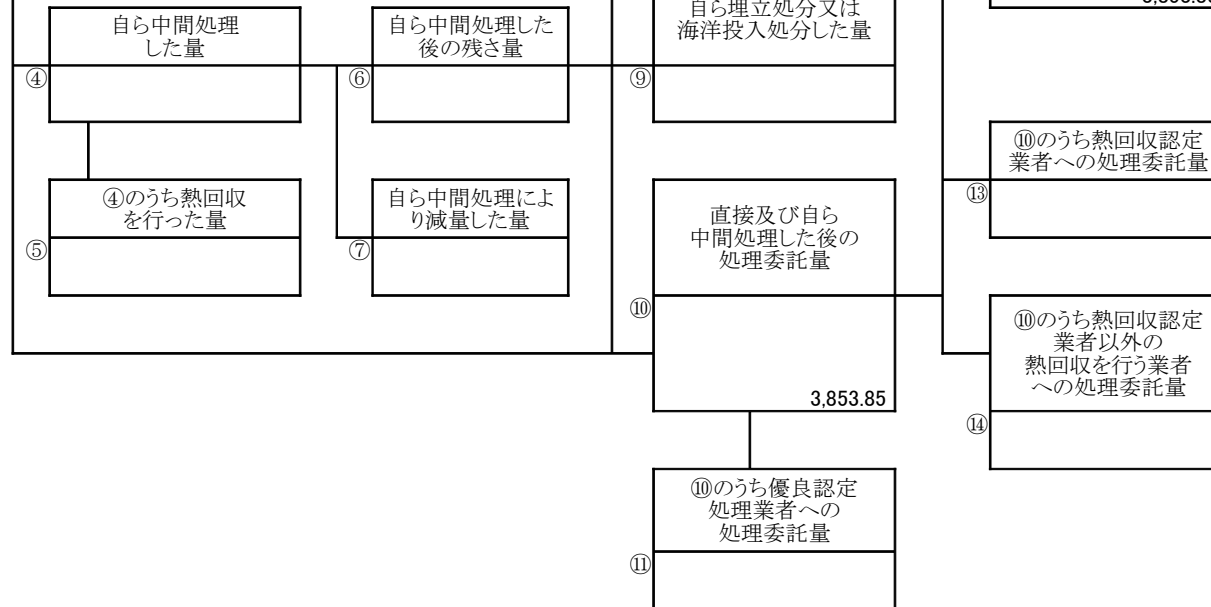 自ら中間処理
した量
④
自ら中間処理した
後の残さ量
⑥
自ら埋立処分又は
海洋投入処分した量
⑨
④のうち熱回収
を行った量
⑤
自ら中間処理によ
り減量した量
⑦
直接及び自ら
中間処理した後の
処理委託量
⑩
3,853.85
⑩のうち優良認定
処理業者への
処理委託量
⑪
⑩のうち熱回収認定
業者への処理委託量
⑬
⑩のうち熱回収認定
業者以外の
熱回収を行う業者
への処理委託量
⑭